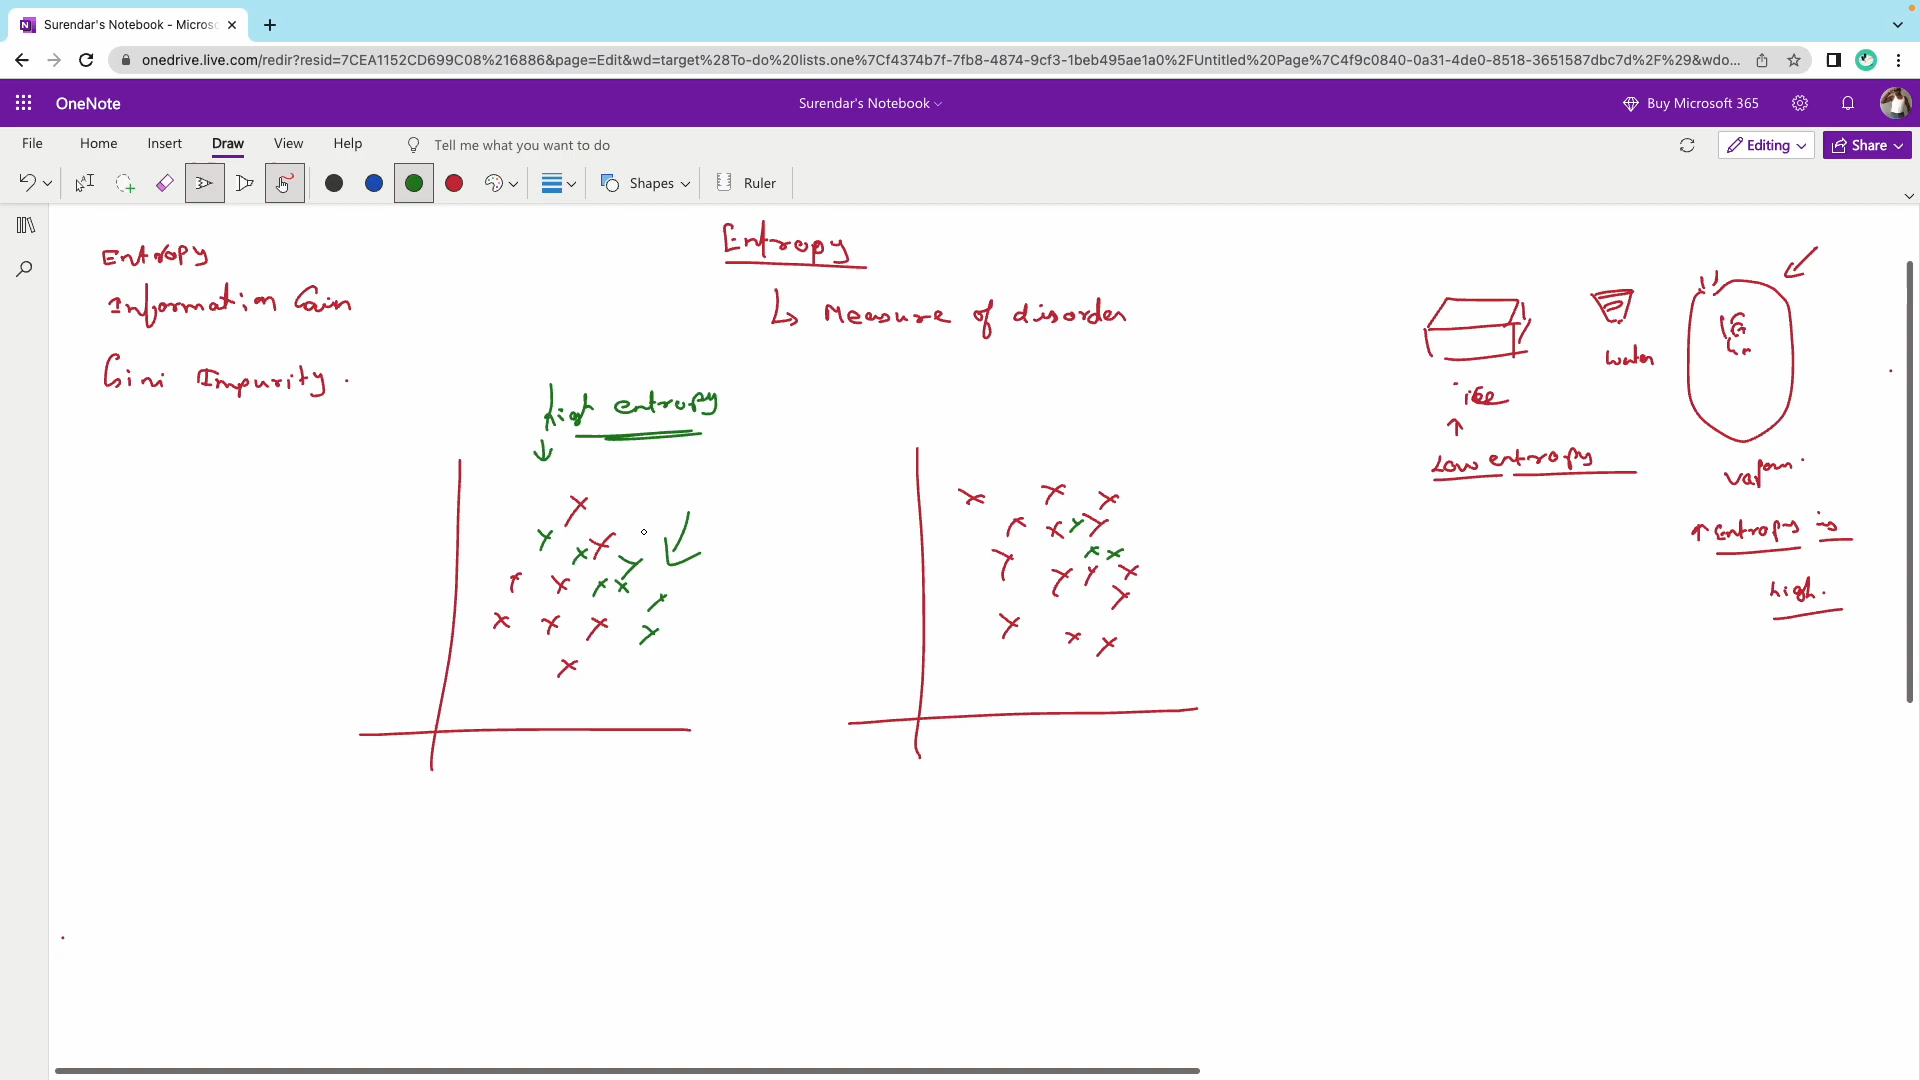 Surendar's Notebook - Micros
onedrive.live.com/redir?resid=7CEA1152CD699C08%216886&page=Edit&wd=target%28To-do%20lists.one%7Cf4374b7f-7fb8-4874-9cf3-1beb495ae1a0%2FUntitled%20Page%7C4f9c0840-0a31-4de0-8518-3651587dbc7d%2F%29&wdo...
OneNote
Surendar's Notebook
Buy Microsoft 365
File Home Insert Draw View Help Tell me what you want to do
Editing
Share
Shapes
Ruler
Entropy
Information Gain
Gini Impurity.
Entropy
Measure of disorder
high entropy
ice
water
vapour
Low entropy
Entropy is
high.